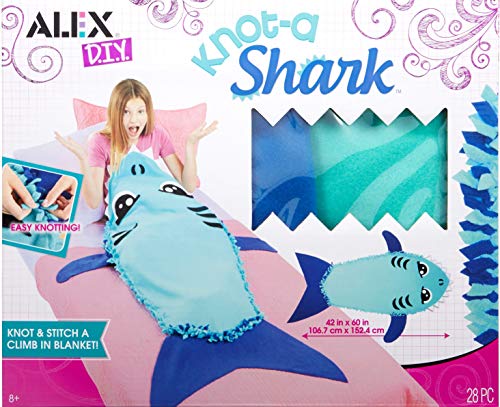 ALEX®
D.I.Y.
Knot-a
Shark™
EASY KNOTTING!
KNOT & STITCH A
CLIMB IN BLANKET!
42 in x 60 in
106.7 cm x 152.4 cm
8+
28 PC